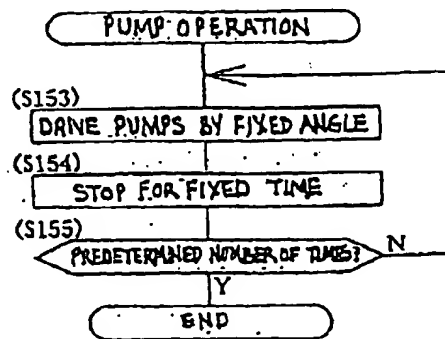 PUMP OPERATION
(S153)
DRIVE PUMPS BY FIXED ANGLE
(S154)
STOP FOR FIXED TIME
(S155)
PREDETERMINED NUMBER OF TIMES? N
Y
END